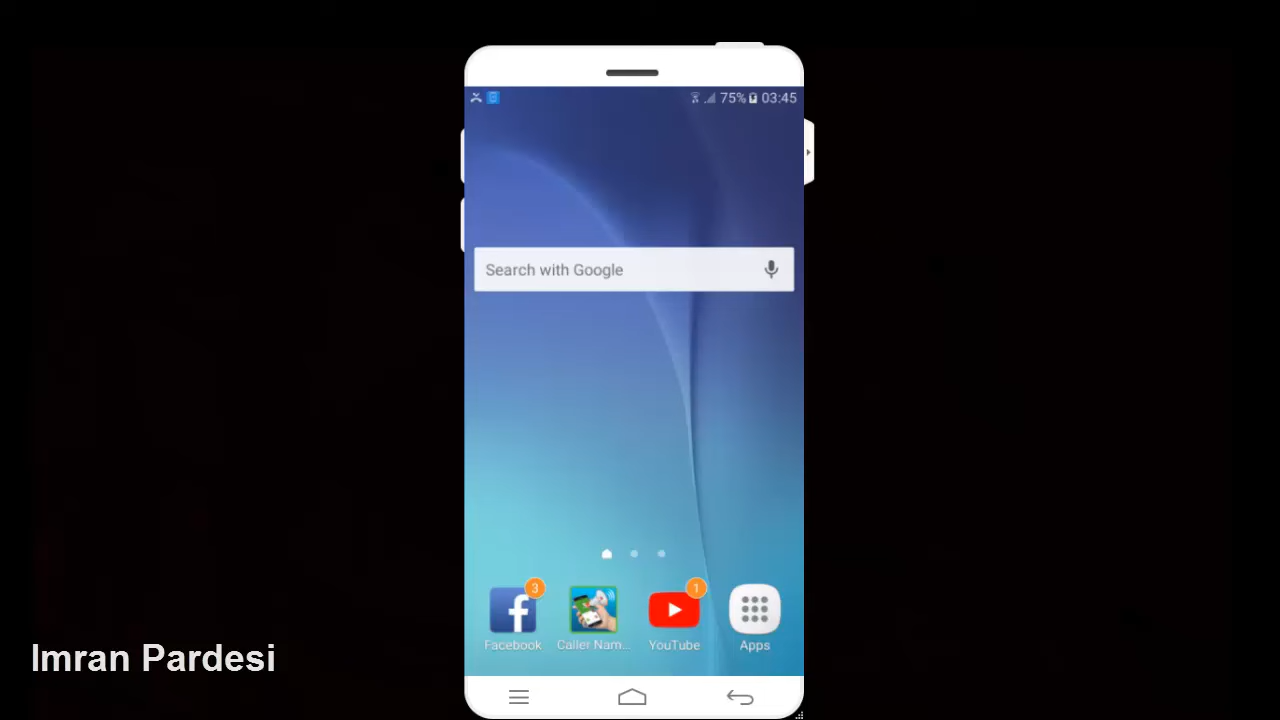 75% 03:45
Search with Google
3
1
Facebook
Caller Nam...
YouTube
Apps
Imran Pardesi